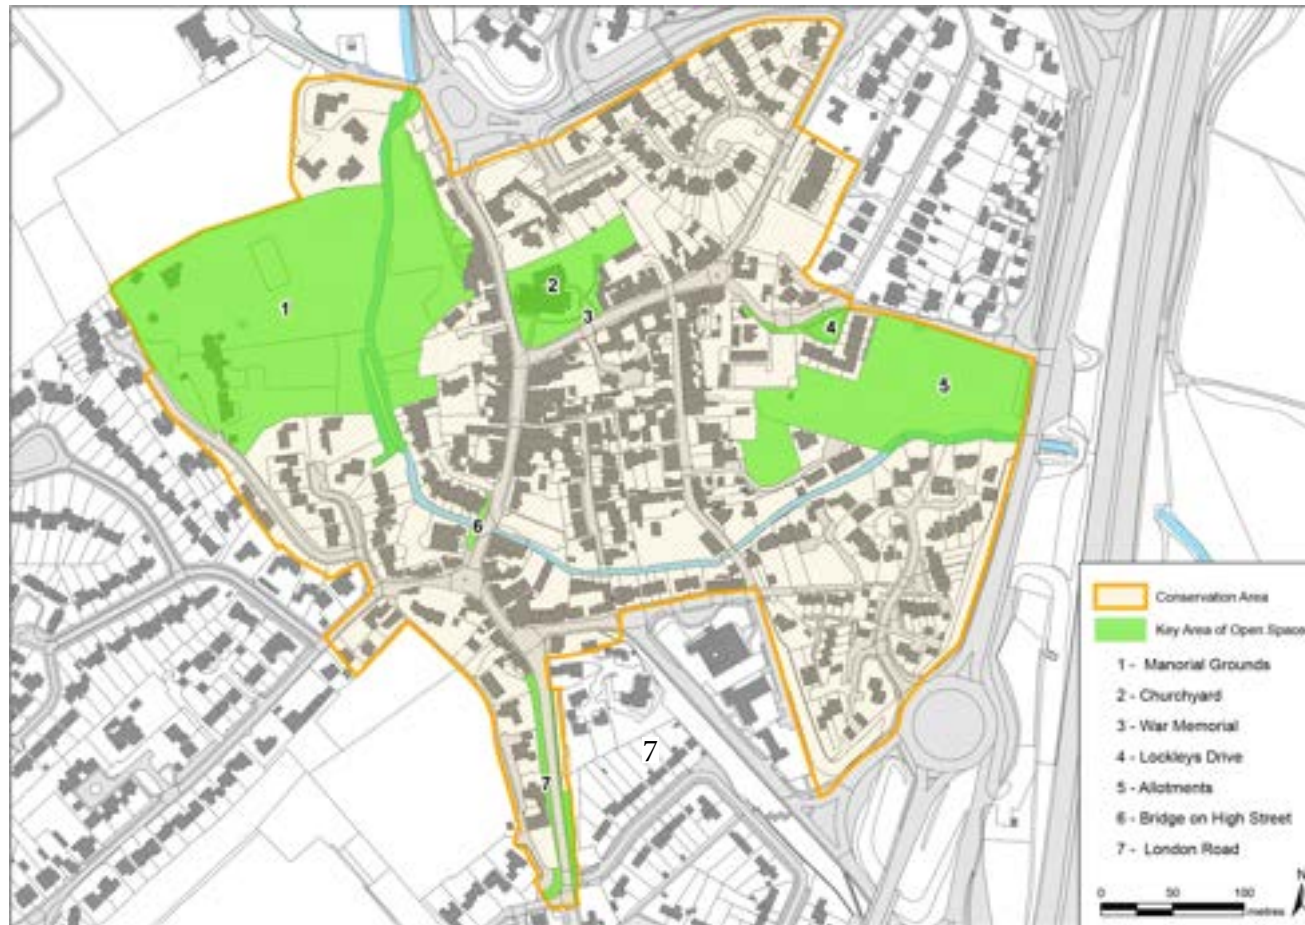 1
2
3
4
5
6
7
7
Conservation Area
Key Area of Open Space
1 - Manorial Grounds
2 - Churchyard
3 - War Memorial
4 - Lockleys Drive
5 - Allotments
6 - Bridge on High Street
7 - London Road
N
0 50 100
metres